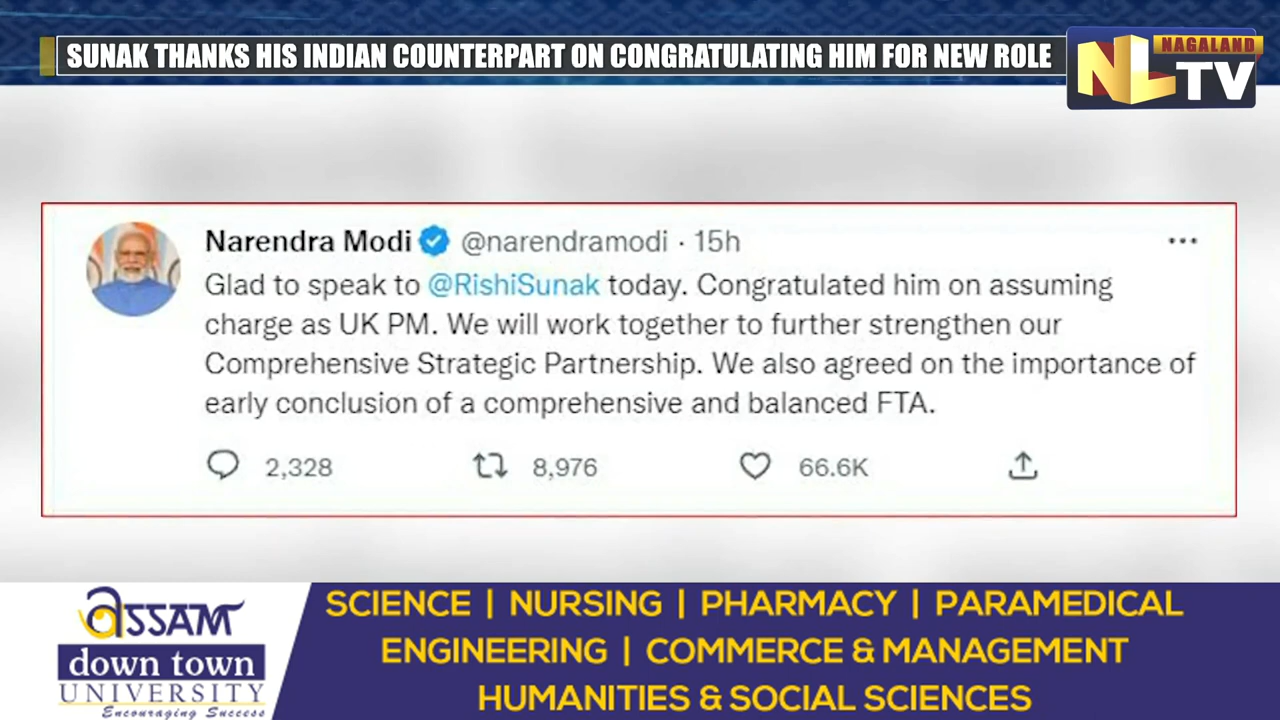 SUNAK THANKS HIS INDIAN COUNTERPART ON CONGRATULATING HIM FOR NEW ROLE
NAGALAND
NL TV
Narendra Modi @narendramodi · 15h
Glad to speak to @RishiSunak today. Congratulated him on assuming
charge as UK PM. We will work together to further strengthen our
Comprehensive Strategic Partnership. We also agreed on the importance of
early conclusion of a comprehensive and balanced FTA.
2,328 8,976 66.6K
ASSAM
down town
UNIVERSITY
Encouraging Success
SCIENCE | NURSING | PHARMACY | PARAMEDICAL
ENGINEERING | COMMERCE & MANAGEMENT
HUMANITIES & SOCIAL SCIENCES